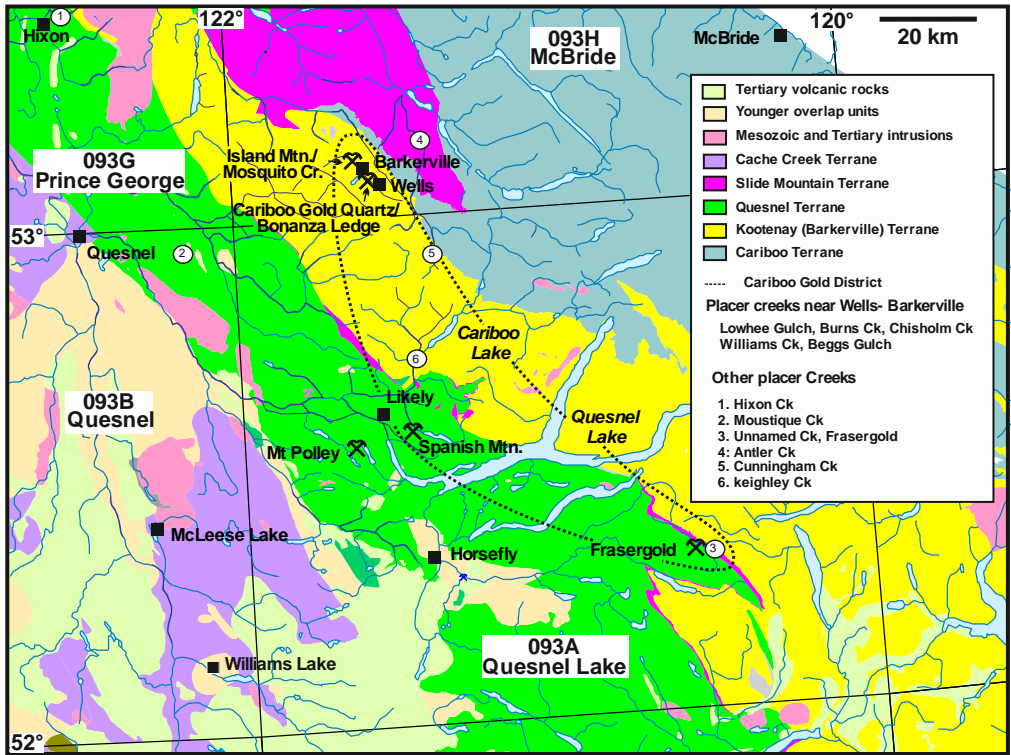 1
Hixon
122°
093H
McBride
McBride
120°
20 km
Tertiary volcanic rocks
Younger overlap units
Mesozoic and Tertiary intrusions
Cache Creek Terrane
Slide Mountain Terrane
Quesnel Terrane
Kootenay (Barkerville) Terrane
Cariboo Terrane
Cariboo Gold District
Placer creeks near Wells- Barkerville
Lowhee Gulch, Burns Ck, Chisholm Ck
Williams Ck, Beggs Gulch
Other placer Creeks
1. Hixon Ck
2. Moustique Ck
3. Unnamed Ck, Frasergold
4: Antler Ck
5: Cunningham Ck
6. keighley Ck
093G
Prince George
4
Island Mtn./
Mosquito Cr.
Barkerville
Wells
Cariboo Gold Quartz/
Bonanza Ledge
53°
Quesnel
2
5
Cariboo
Lake
6
093B
Quesnel
Likely
Quesnel
Lake
Mt Polley
Spanish Mtn.
McLeese Lake
Horsefly
Frasergold
3
093A
Quesnel Lake
Williams Lake
52°